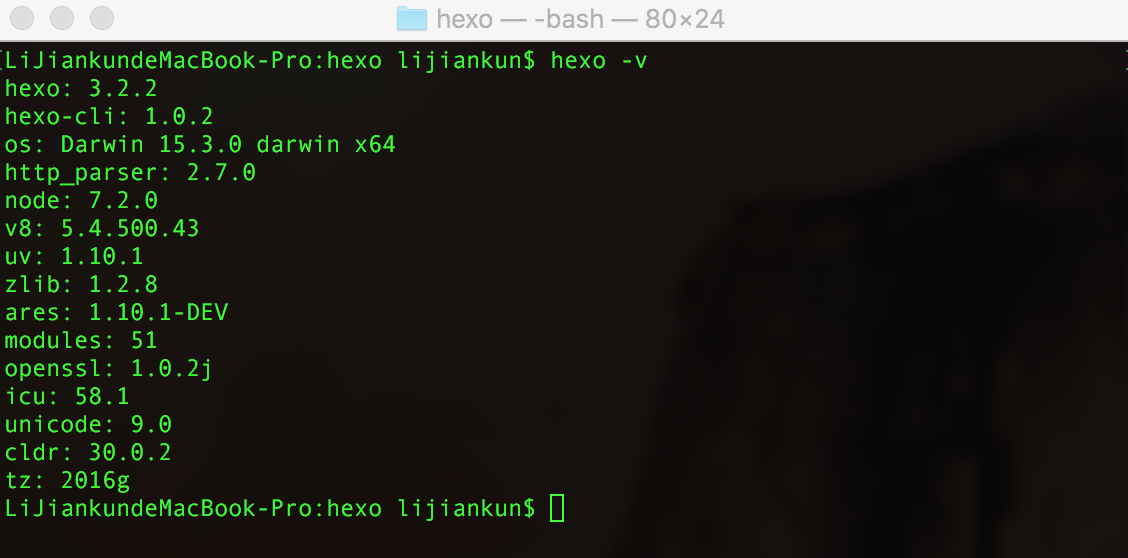 hexo — -bash — 80×24
LiJiankundeMacBook-Pro:hexo lijiankun$ hexo -v
hexo: 3.2.2
hexo-cli: 1.0.2
os: Darwin 15.3.0 darwin x64
http_parser: 2.7.0
node: 7.2.0
v8: 5.4.500.43
uv: 1.10.1
zlib: 1.2.8
ares: 1.10.1-DEV
modules: 51
openssl: 1.0.2j
icu: 58.1
unicode: 9.0
cldr: 30.0.2
tz: 2016g
LiJiankundeMacBook-Pro:hexo lijiankun$